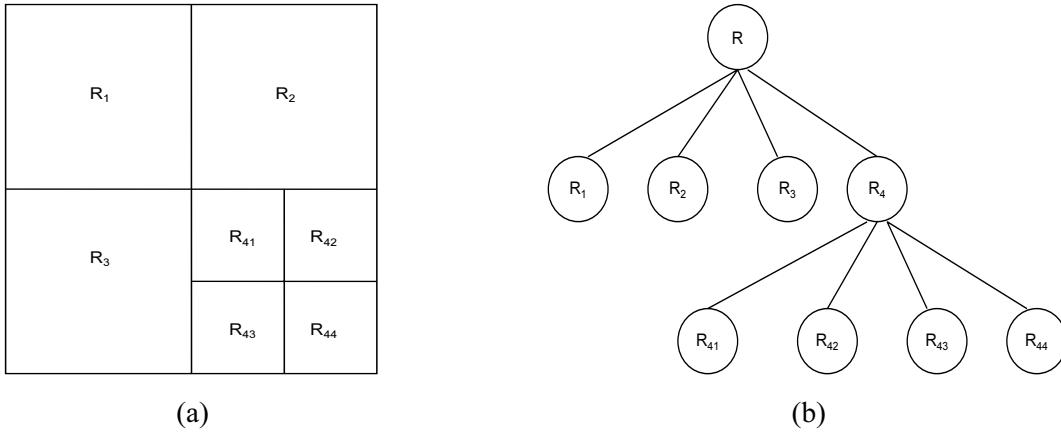 R
R₁ R₂
R₁ R₂ R₃ R₄
R₃ R₄₁ R₄₂
R₄₃ R₄₄
R₄₁ R₄₂ R₄₃ R₄₄
(a) (b)